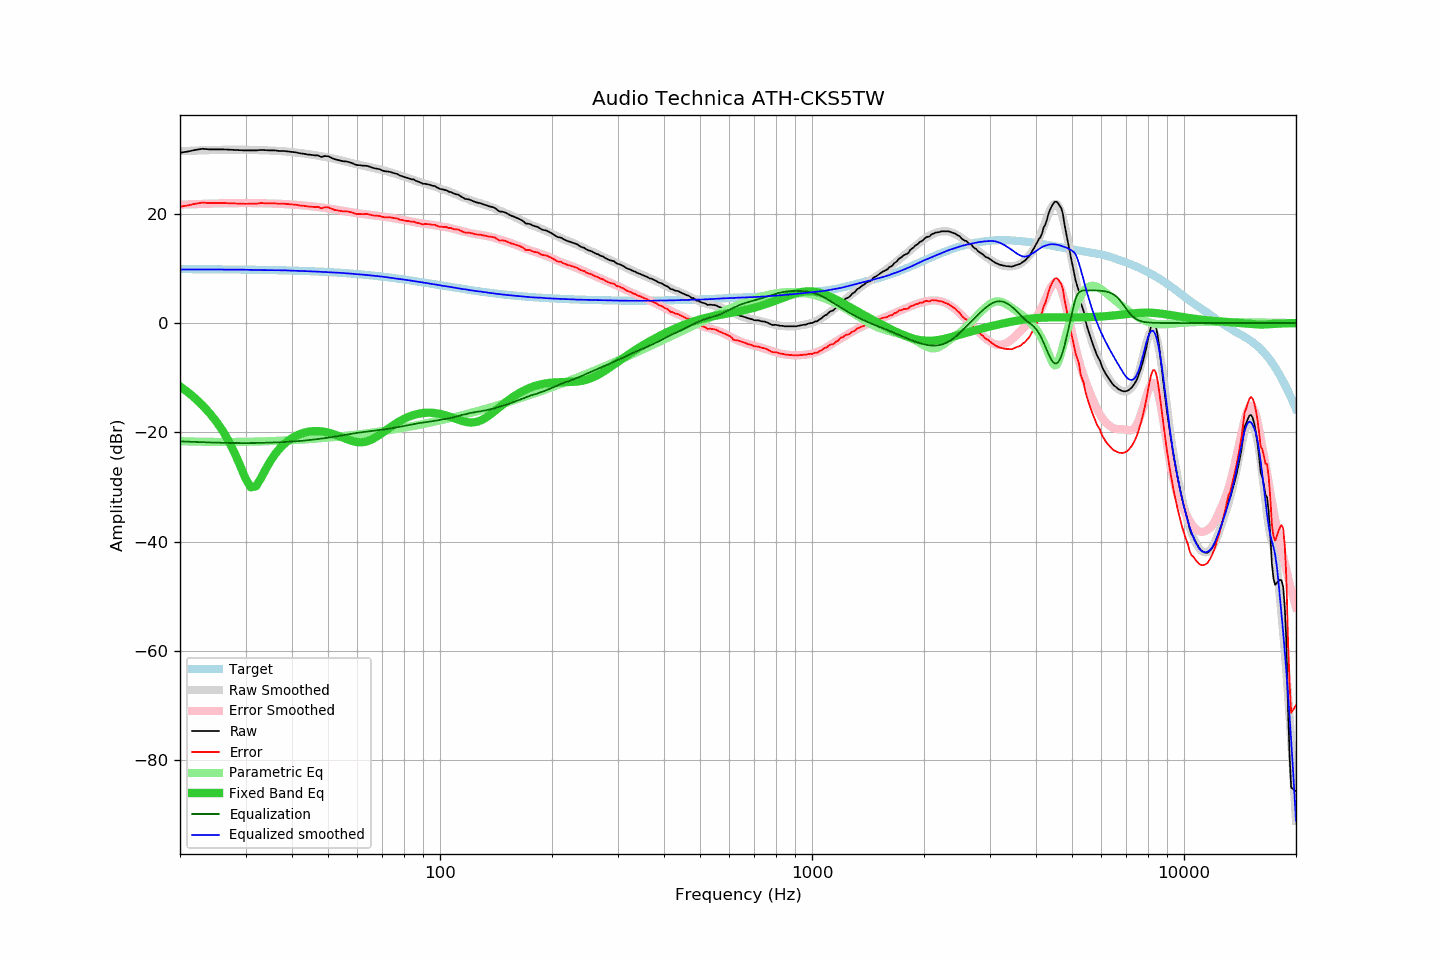 Audio Technica ATH-CKS5TW
20
0
−20
−40
−60
−80
Amplitude (dBr)
Target
Raw Smoothed
Error Smoothed
Raw
Error
Parametric Eq
Fixed Band Eq
Equalization
Equalized smoothed
100
1000
10000
Frequency (Hz)